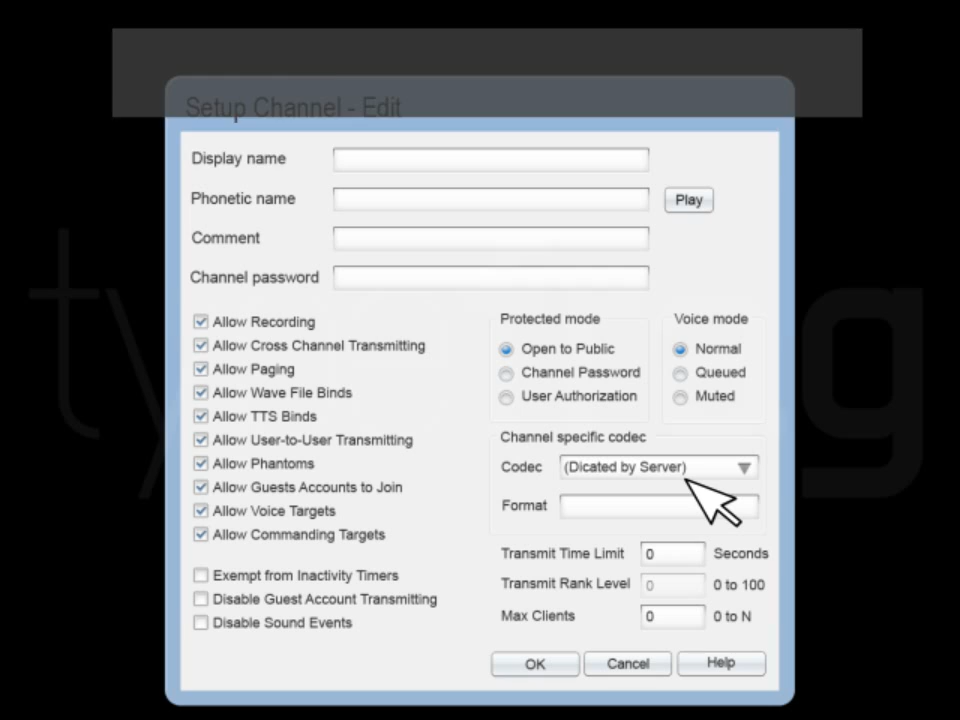 Setup Channel - Edit
Display name
Phonetic name
Play
Comment
Channel password
Allow Recording
Allow Cross Channel Transmitting
Allow Paging
Allow Wave File Binds
Allow TTS Binds
Allow User-to-User Transmitting
Allow Phantoms
Allow Guests Accounts to Join
Allow Voice Targets
Allow Commanding Targets
Exempt from Inactivity Timers
Disable Guest Account Transmitting
Disable Sound Events
Protected mode
Open to Public
Channel Password
User Authorization
Voice mode
Normal
Queued
Muted
Channel specific codec
Codec (Dicated by Server)
Format
Transmit Time Limit 0 Seconds
Transmit Rank Level 0 0 to 100
Max Clients 0 0 to N
OK Cancel Help